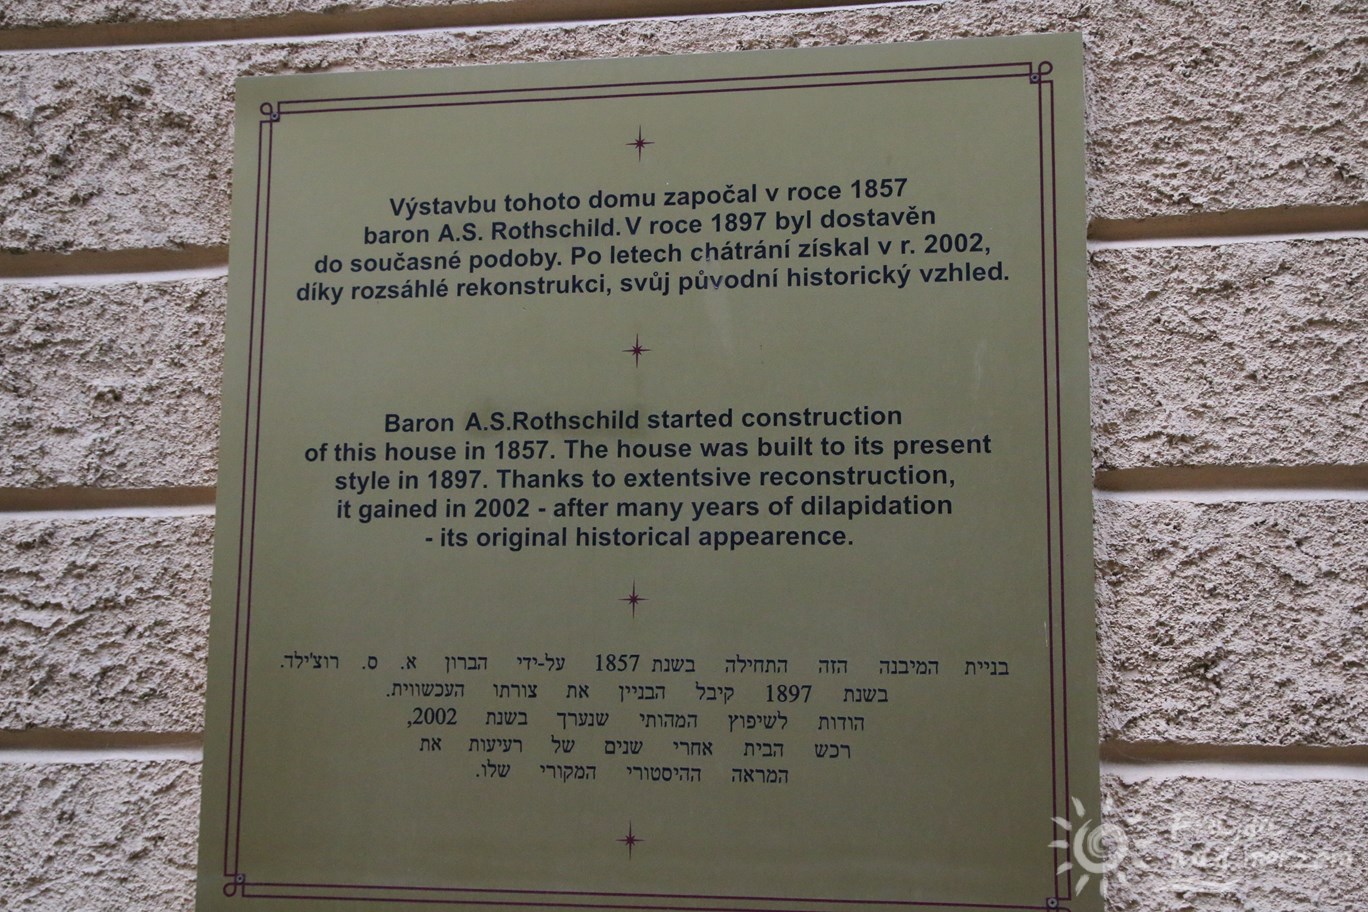 Výstavbu tohoto domu započal v roce 1857
baron A.S. Rothschild. V roce 1897 byl dostavěn
do současné podoby. Po letech chátrání získal v r. 2002,
díky rozsáhlé rekonstrukci, svůj původní historický vzhled.
Baron A.S.Rothschild started construction
of this house in 1857. The house was built to its present
style in 1897. Thanks to extentsive reconstruction,
it gained in 2002 - after many years of dilapidation
- its original historical appearence.
בניית המיבנה הזה התחילה בשנת 1857 על-ידי הברון א. ס. רוצ'ילד.
בשנת 1897 קיבל הבניין את צורתו העכשווית.
הודות לשיפוץ המהותי שנערך בשנת 2002,
רכש הבית אחרי שנים של רעיעות את
המראה ההיסטורי המקורי שלו.